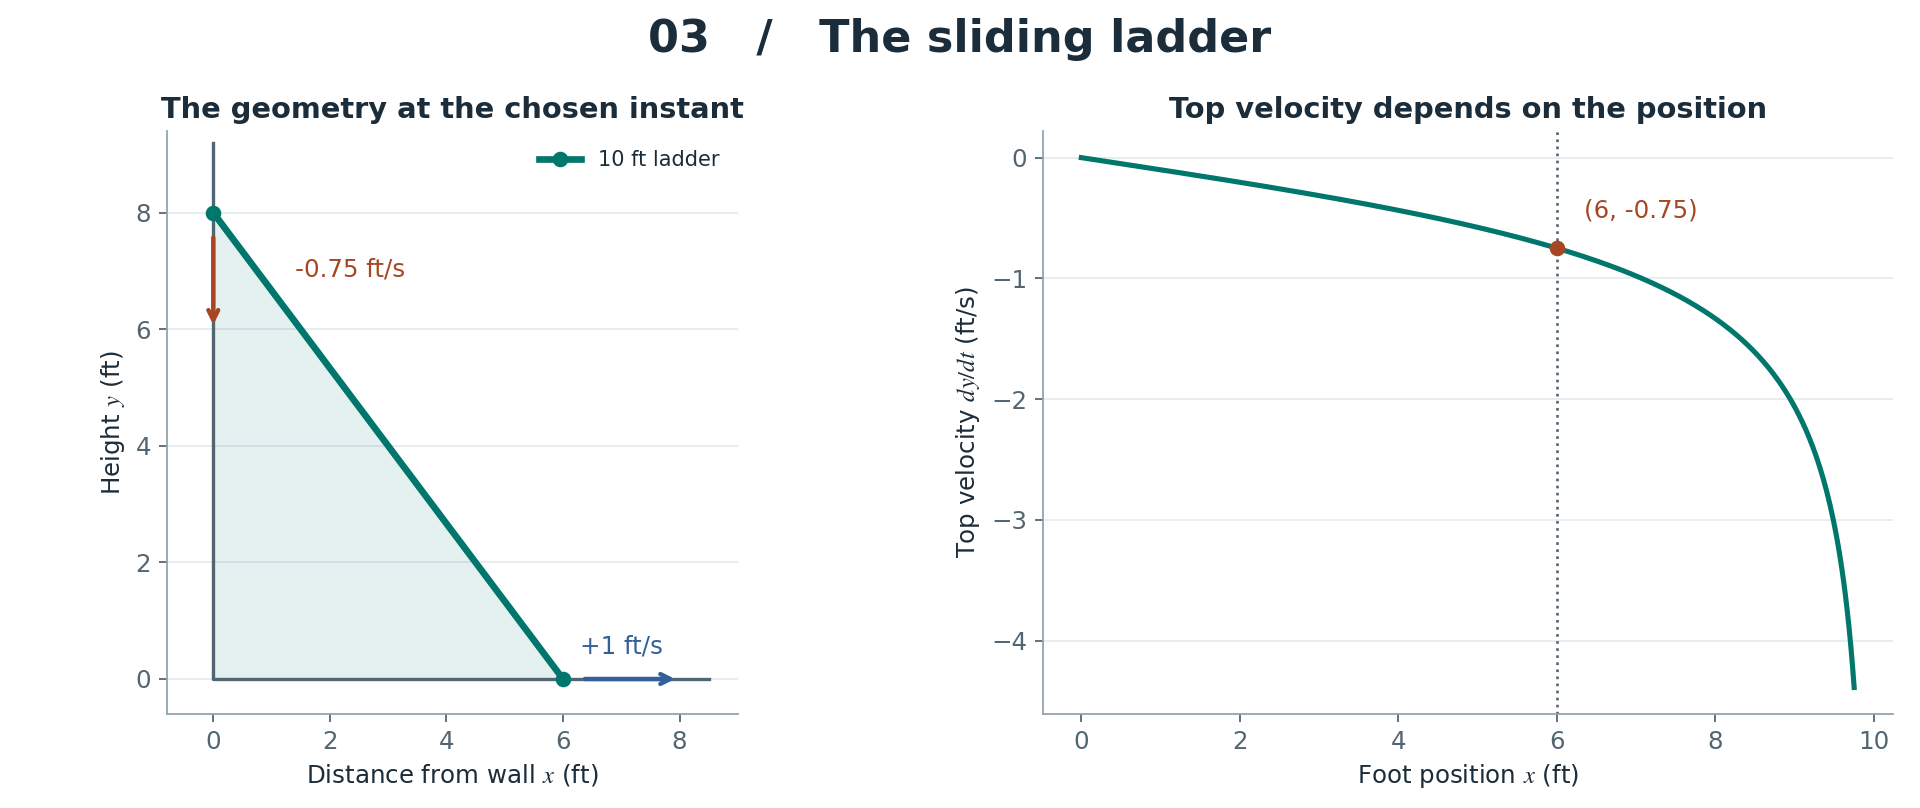 03 / The sliding ladder
The geometry at the chosen instant
10 ft ladder
-0.75 ft/s
+1 ft/s
8
6
4
2
0
Height y (ft)
0 2 4 6 8
Distance from wall x (ft)
Top velocity depends on the position
(6, -0.75)
0
−1
−2
−3
−4
Top velocity dy/dt (ft/s)
0 2 4 6 8 10
Foot position x (ft)